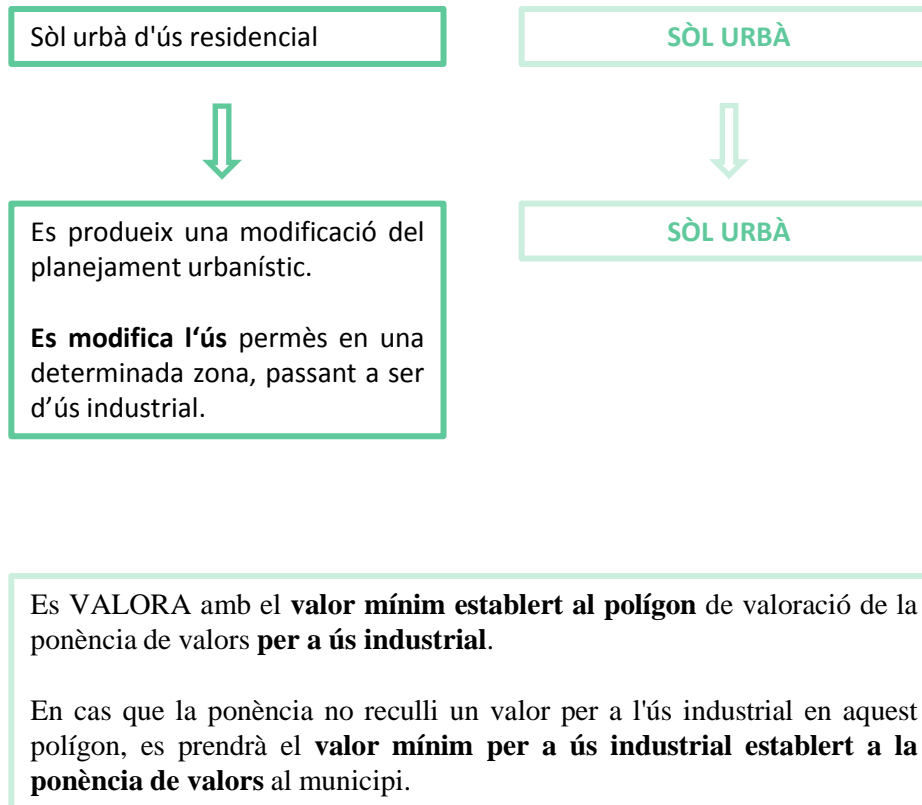 Sòl urbà d'ús residencial
SÒL URBÀ
Es produeix una modificació del
planejament urbanístic.
Es modifica l‘ús permès en una
determinada zona, passant a ser
d’ús industrial.
SÒL URBÀ
Es VALORA amb el valor mínim establert al polígon de valoració de la
ponència de valors per a ús industrial.
En cas que la ponència no reculli un valor per a l'ús industrial en aquest
polígon, es prendrà el valor mínim per a ús industrial establert a la
ponència de valors al municipi.